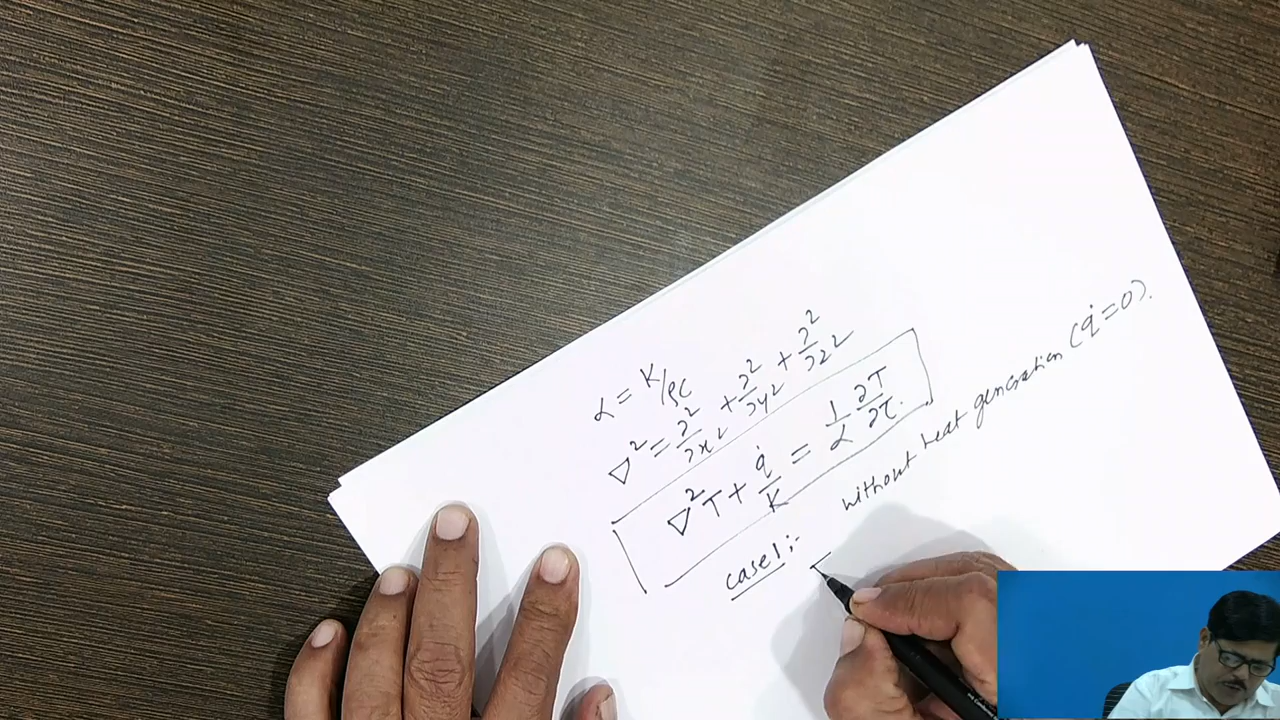 α = K/ρC
∇² = ∂²/∂x² + ∂²/∂y² + ∂²/∂z²
∇²T + q̇/K = 1/α ∂T/∂τ.
case 1 :- without heat generation (q̇ = 0).